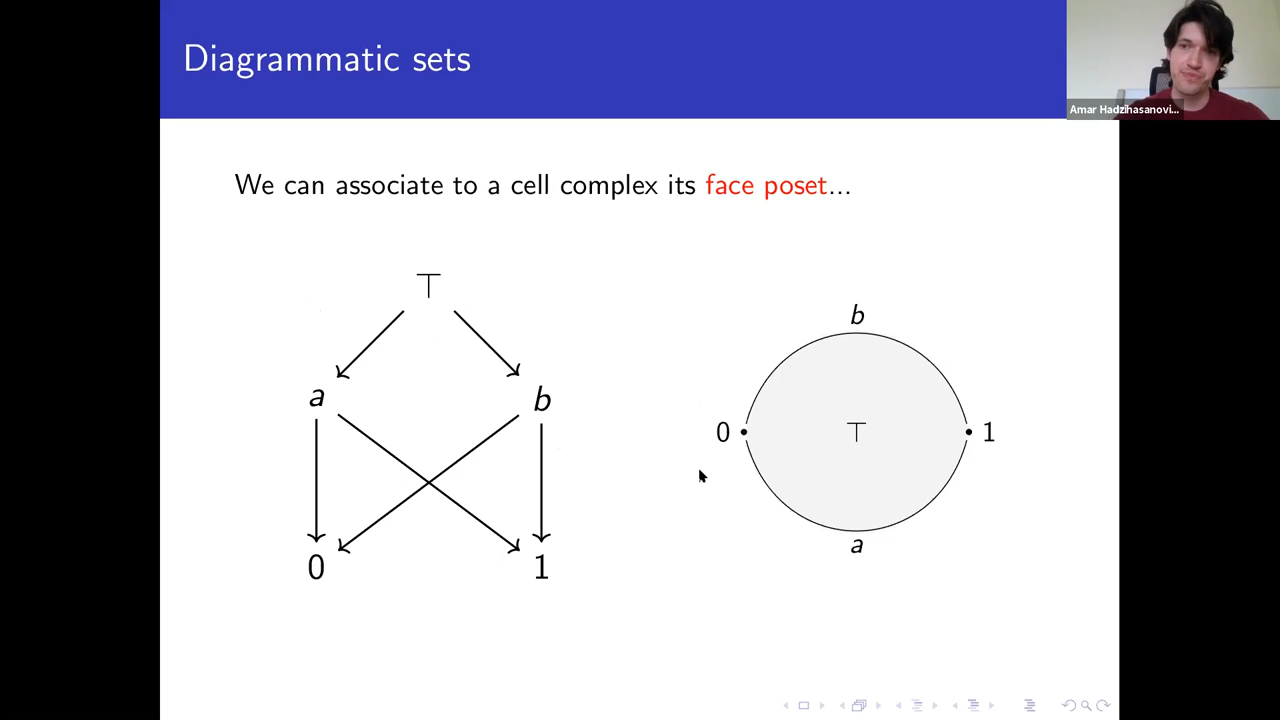 Diagrammatic sets
Amar Hadzihasanovi...
We can associate to a cell complex its face poset...
⊤
a b
0 1
b
0 ⊤ 1
a